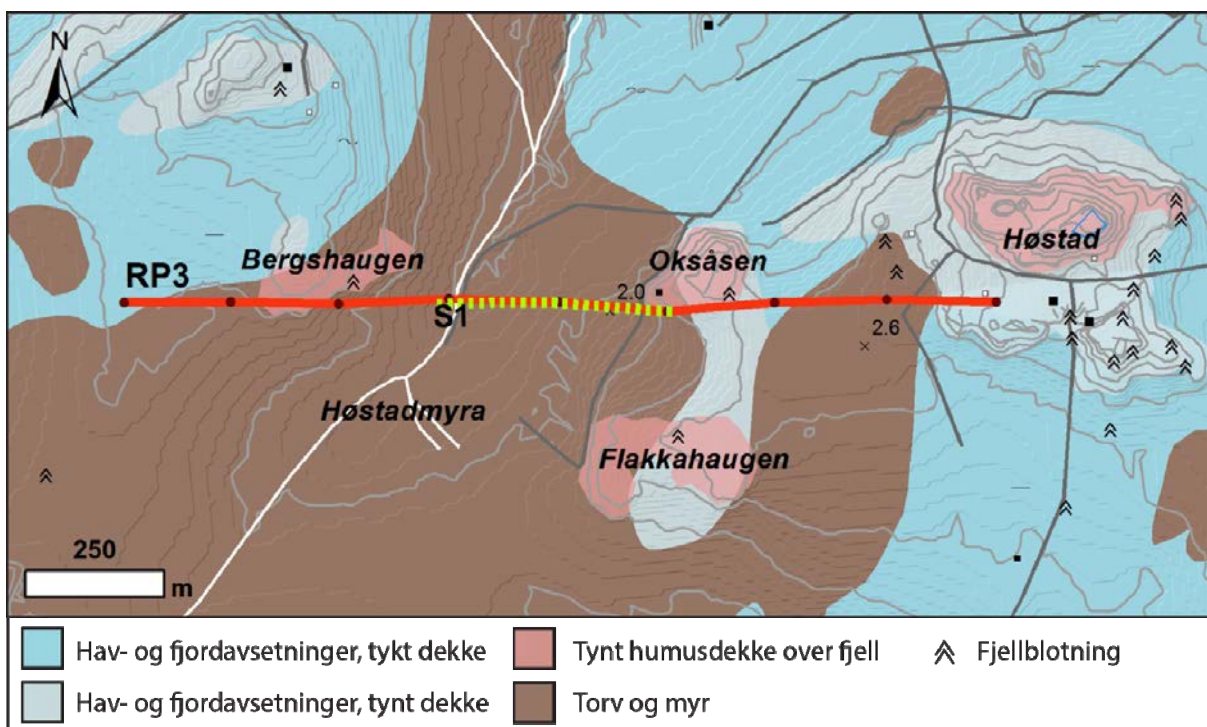 N
Bergshaugen
Oksåsen
Høstad
RP3
2.0
S1
2.6
Høstadmyra
Flakkahaugen
250
m
Hav- og fjordavsetninger, tykt dekke
Tynt humusdekke over fjell
Fjellblotning
Hav- og fjordavsetninger, tynt dekke
Torv og myr